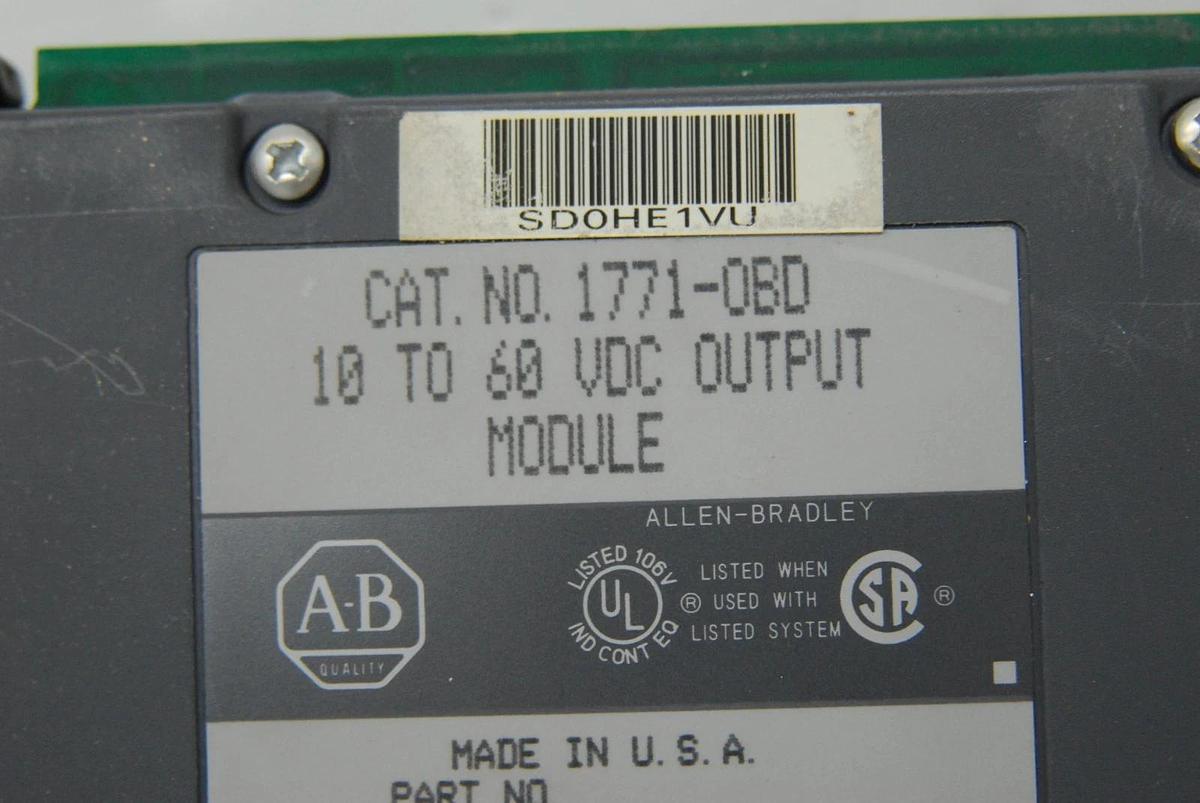 SD0HE1VU
CAT. NO. 1771-OBD
10 TO 60 VDC OUTPUT
MODULE
ALLEN-BRADLEY
A-B
QUALITY
LISTED 106V
UL
IND CONT EQ
®
LISTED WHEN
USED WITH
LISTED SYSTEM
SA
®
MADE IN U.S.A.
PART NO